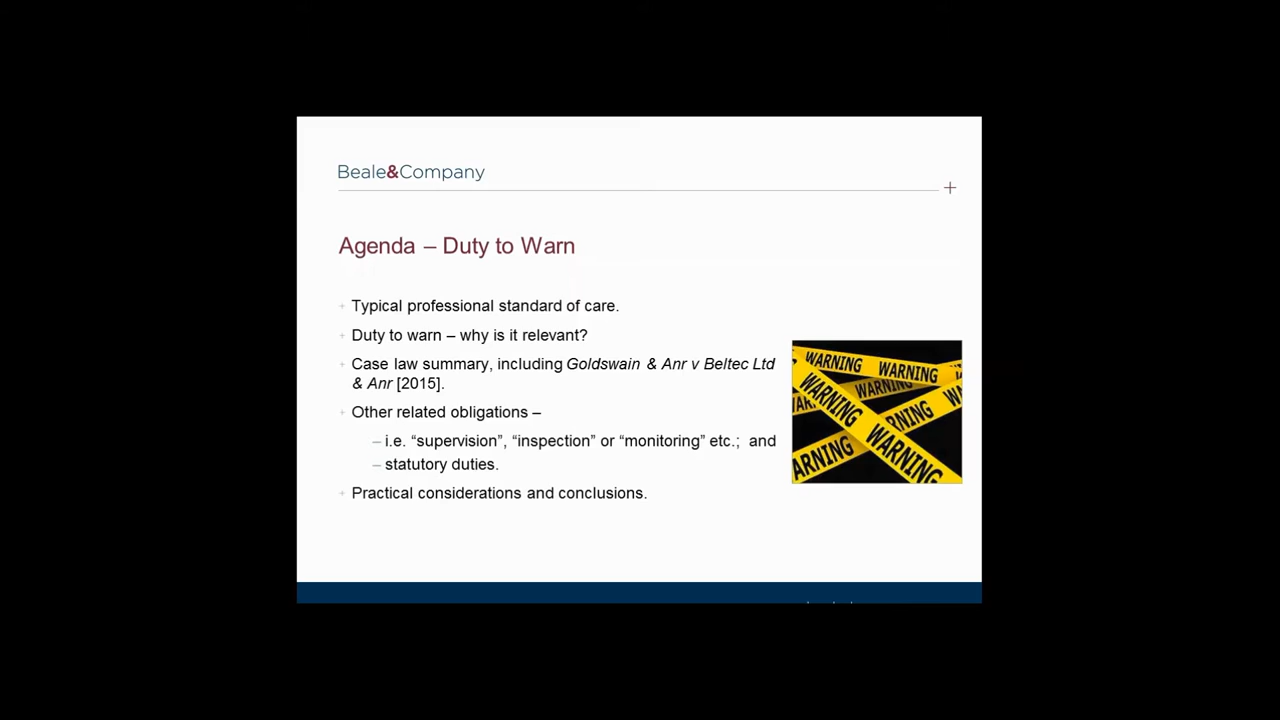 Beale&Company
Agenda – Duty to Warn
Typical professional standard of care.
Duty to warn – why is it relevant?
Case law summary, including Goldswain & Anr v Beltec Ltd
& Anr [2015].
Other related obligations –
– i.e. “supervision”, “inspection” or “monitoring” etc.; and
– statutory duties.
Practical considerations and conclusions.
WARNING WARNING
WARNING
WARNING WARNING
ARNING